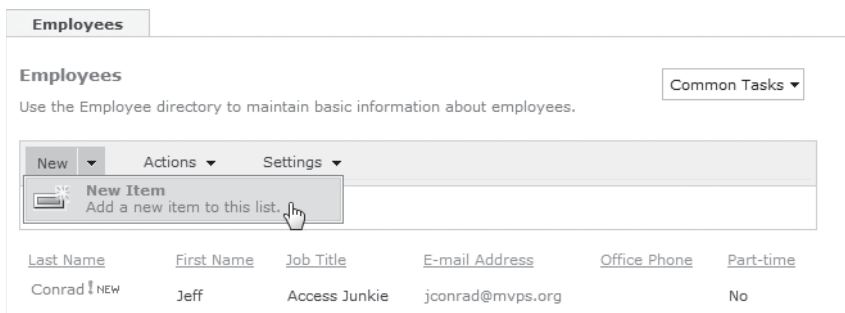 Employees
Employees
Common Tasks
Use the Employee directory to maintain basic information about employees.
New Actions Settings
New Item
Add a new item to this list.
Last Name First Name Job Title E-mail Address Office Phone Part-time
Conrad ! NEW Jeff Access Junkie jconrad@mvps.org No